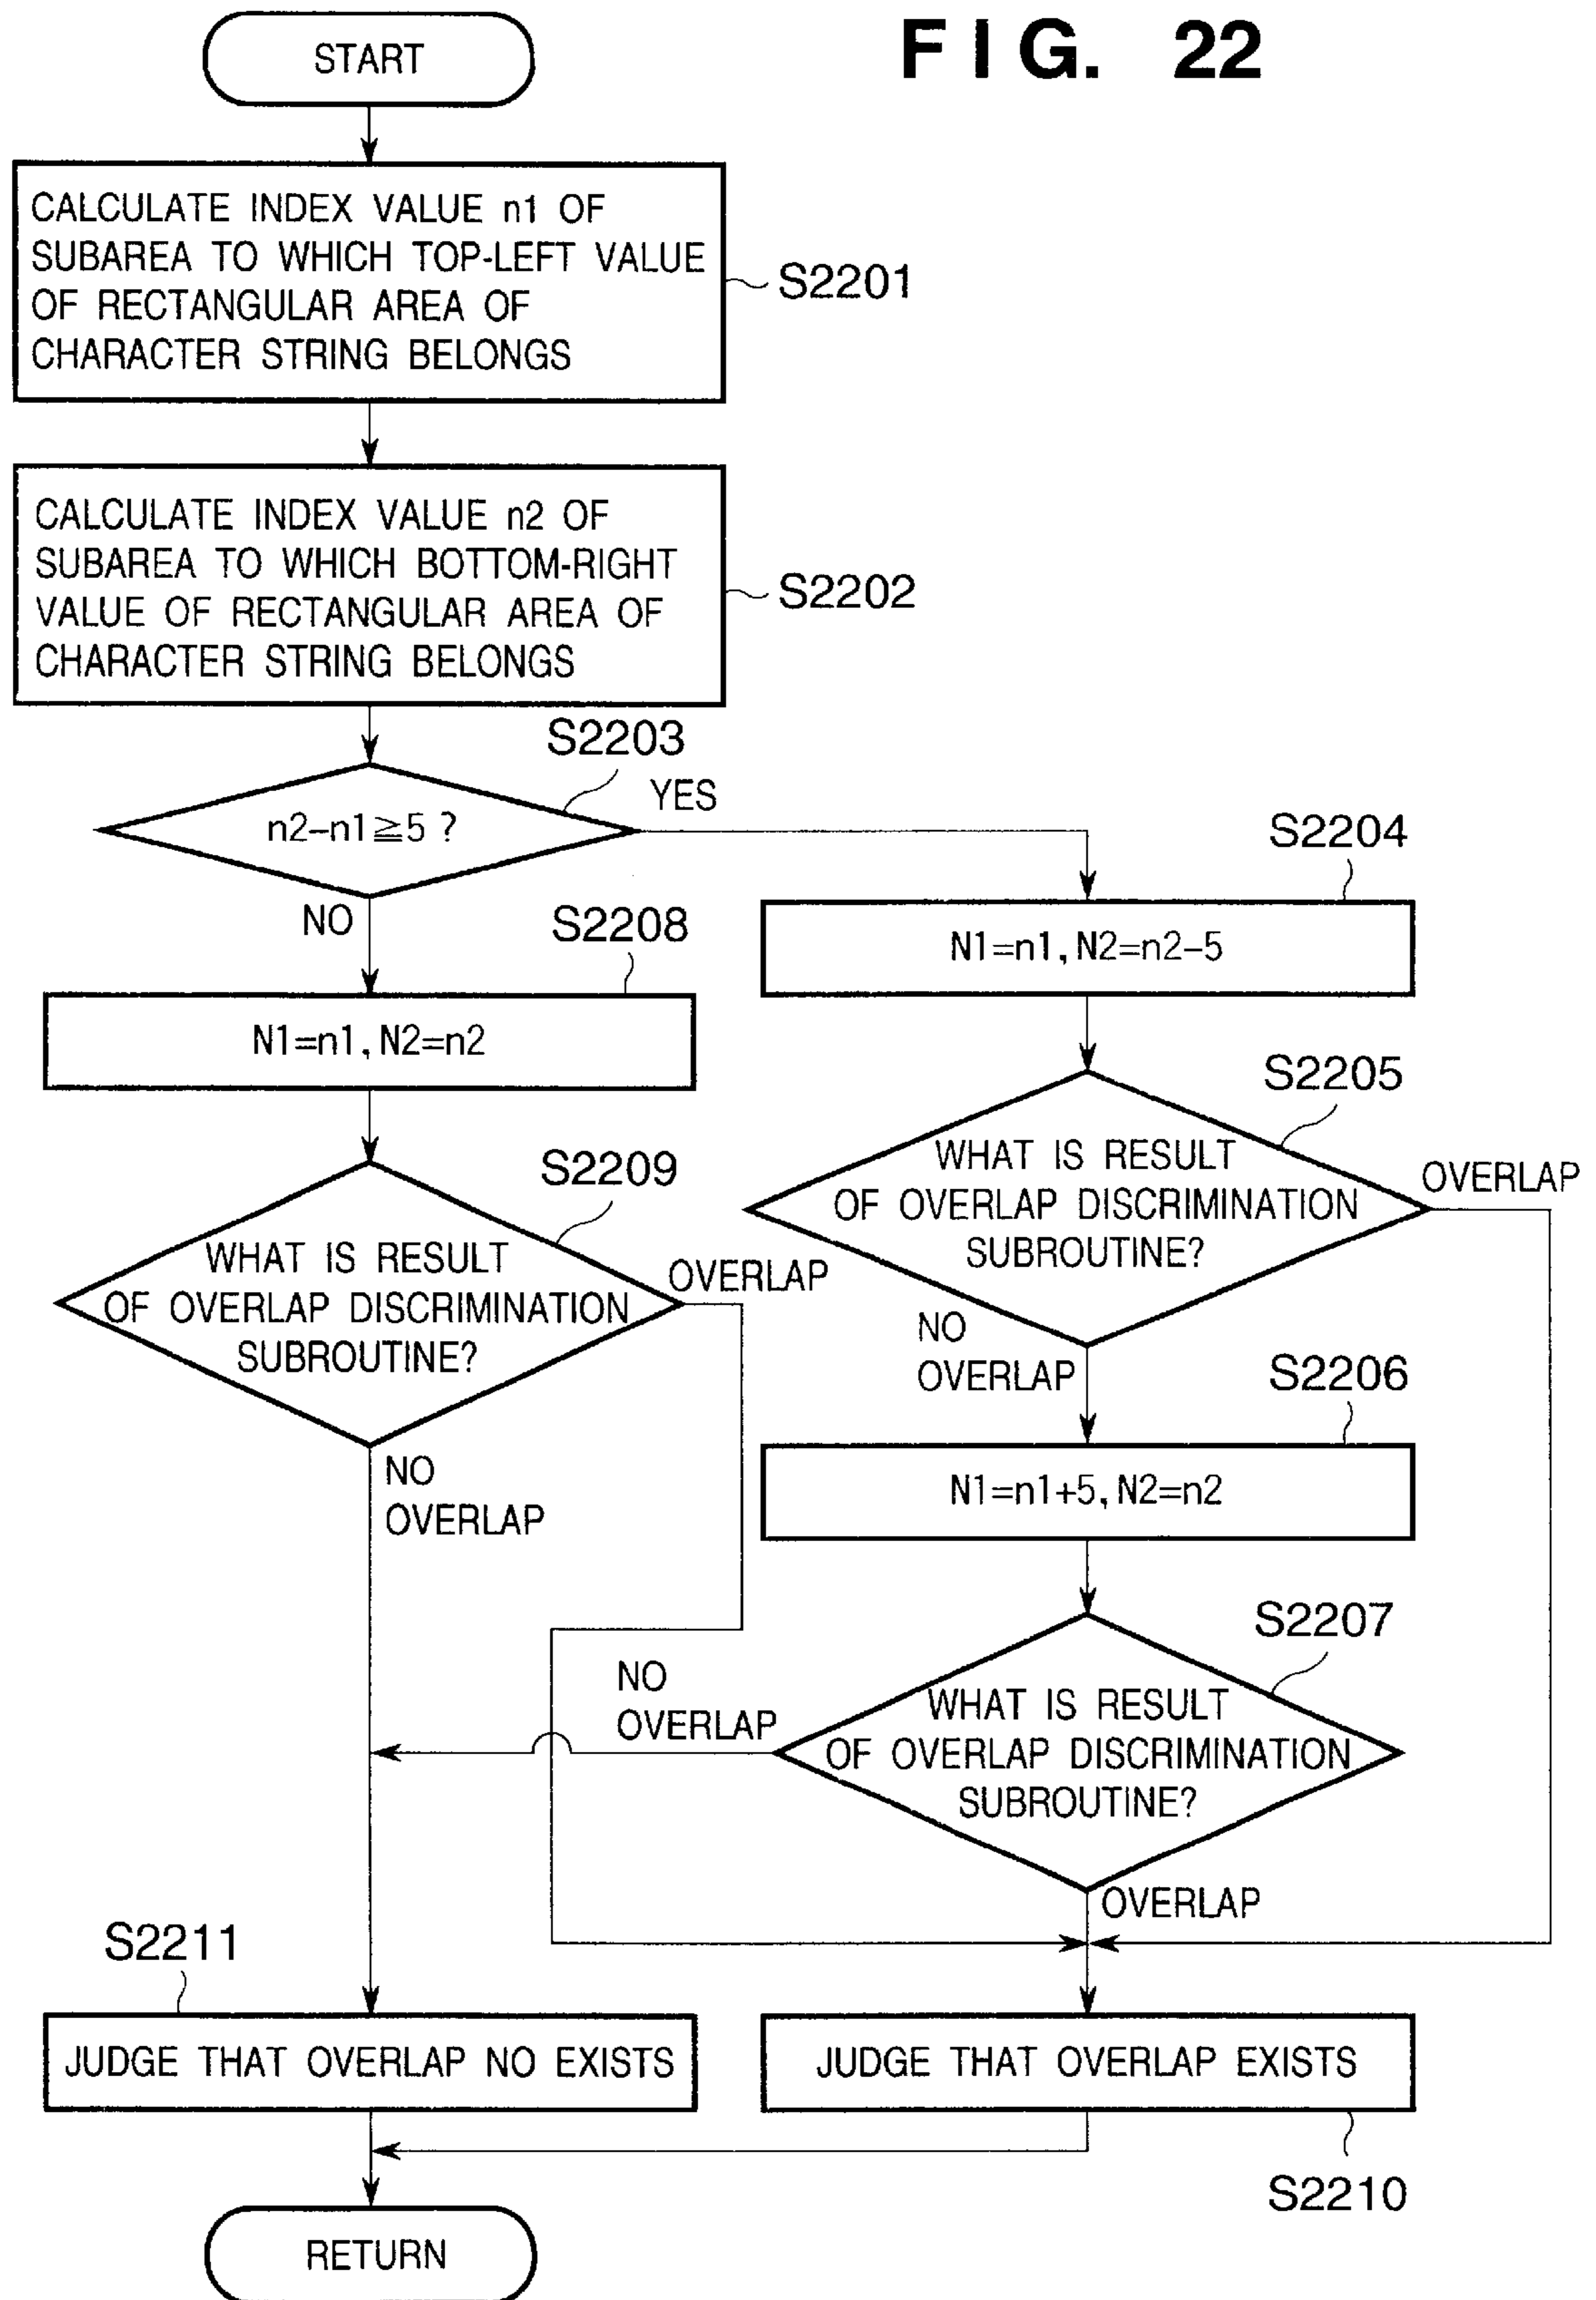 FIG. 22
START
CALCULATE INDEX VALUE n1 OF
SUBAREA TO WHICH TOP-LEFT VALUE
OF RECTANGULAR AREA OF
CHARACTER STRING BELONGS
S2201
CALCULATE INDEX VALUE n2 OF
SUBAREA TO WHICH BOTTOM-RIGHT
VALUE OF RECTANGULAR AREA OF
CHARACTER STRING BELONGS
S2202
S2203
n2-n1≧5 ?
YES
NO
S2204
N1=n1, N2=n2-5
S2208
N1=n1, N2=n2
S2205
WHAT IS RESULT
OF OVERLAP DISCRIMINATION
SUBROUTINE?
OVERLAP
NO
OVERLAP
S2209
WHAT IS RESULT
OF OVERLAP DISCRIMINATION
SUBROUTINE?
OVERLAP
NO
OVERLAP
S2206
N1=n1+5, N2=n2
S2207
WHAT IS RESULT
OF OVERLAP DISCRIMINATION
SUBROUTINE?
NO
OVERLAP
OVERLAP
S2211
JUDGE THAT OVERLAP NO EXISTS
JUDGE THAT OVERLAP EXISTS
S2210
RETURN